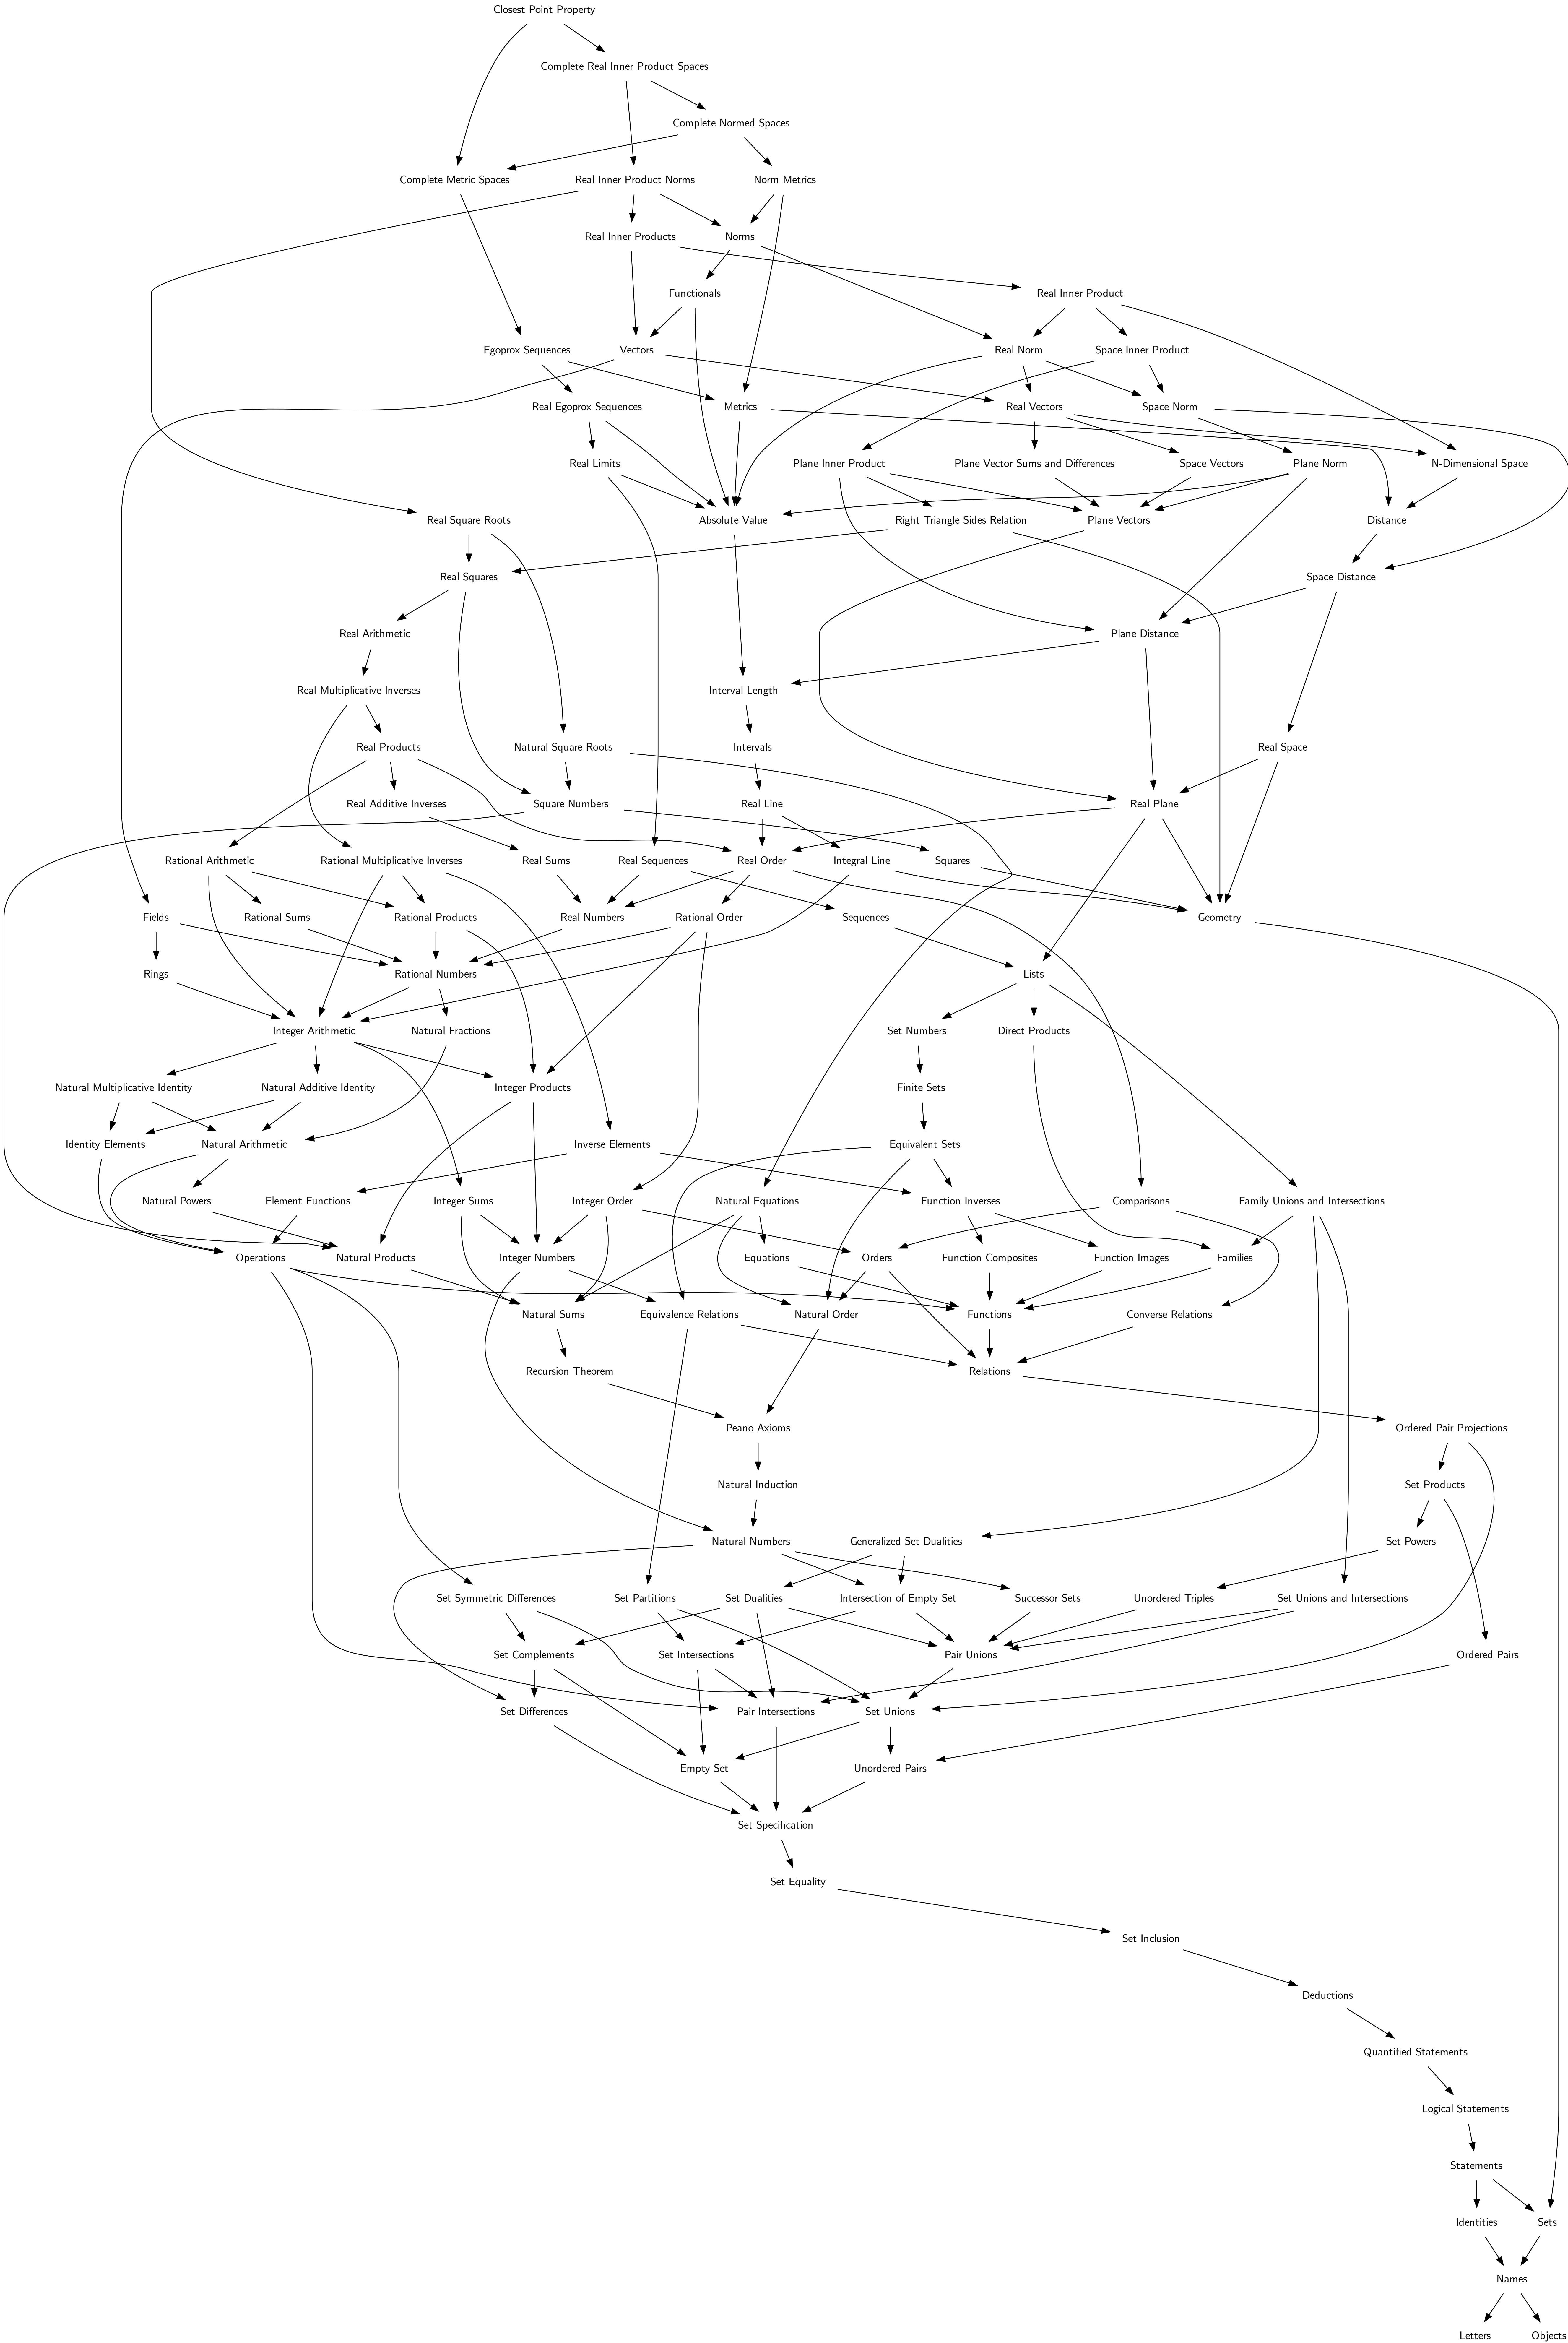 Closest Point Property
Complete Real Inner Product Spaces
Complete Normed Spaces
Complete Metric Spaces
Real Inner Product Norms
Norm Metrics
Real Inner Products
Norms
Functionals
Real Inner Product
Egoprox Sequences
Vectors
Real Norm
Space Inner Product
Real Egoprox Sequences
Metrics
Real Vectors
Space Norm
Real Limits
Plane Inner Product
Plane Vector Sums and Differences
Space Vectors
Plane Norm
N-Dimensional Space
Real Square Roots
Absolute Value
Right Triangle Sides Relation
Plane Vectors
Distance
Real Squares
Space Distance
Real Arithmetic
Plane Distance
Real Multiplicative Inverses
Interval Length
Real Products
Natural Square Roots
Intervals
Real Space
Real Additive Inverses
Square Numbers
Real Line
Real Plane
Rational Arithmetic
Rational Multiplicative Inverses
Real Sums
Real Sequences
Real Order
Integral Line
Squares
Fields
Rational Sums
Rational Products
Real Numbers
Rational Order
Sequences
Geometry
Rings
Rational Numbers
Lists
Integer Arithmetic
Natural Fractions
Set Numbers
Direct Products
Natural Multiplicative Identity
Natural Additive Identity
Integer Products
Finite Sets
Identity Elements
Natural Arithmetic
Inverse Elements
Equivalent Sets
Natural Powers
Element Functions
Integer Sums
Integer Order
Natural Equations
Function Inverses
Comparisons
Family Unions and Intersections
Operations
Natural Products
Integer Numbers
Equations
Orders
Function Composites
Function Images
Families
Natural Sums
Equivalence Relations
Natural Order
Functions
Converse Relations
Recursion Theorem
Relations
Peano Axioms
Ordered Pair Projections
Natural Induction
Set Products
Natural Numbers
Generalized Set Dualities
Set Powers
Set Symmetric Differences
Set Partitions
Set Dualities
Intersection of Empty Set
Successor Sets
Unordered Triples
Set Unions and Intersections
Set Complements
Set Intersections
Pair Unions
Ordered Pairs
Set Differences
Pair Intersections
Set Unions
Empty Set
Unordered Pairs
Set Specification
Set Equality
Set Inclusion
Deductions
Quantified Statements
Logical Statements
Statements
Identities
Sets
Names
Letters
Objects